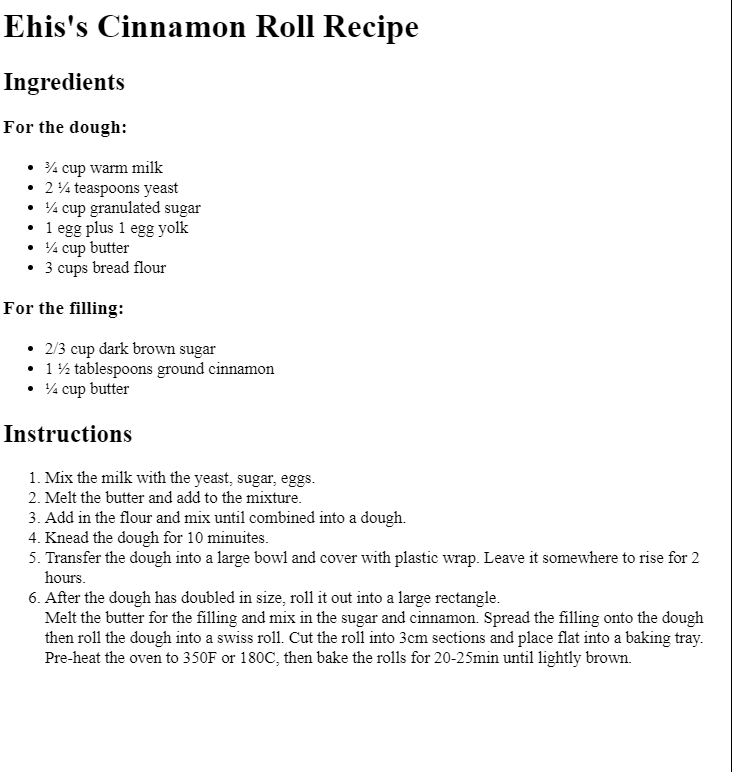 Ehis's Cinnamon Roll Recipe
Ingredients
For the dough:
• ¾ cup warm milk
• 2 ¼ teaspoons yeast
• ¼ cup granulated sugar
• 1 egg plus 1 egg yolk
• ¼ cup butter
• 3 cups bread flour
For the filling:
• 2/3 cup dark brown sugar
• 1 ½ tablespoons ground cinnamon
• ¼ cup butter
Instructions
1. Mix the milk with the yeast, sugar, eggs.
2. Melt the butter and add to the mixture.
3. Add in the flour and mix until combined into a dough.
4. Knead the dough for 10 minuites.
5. Transfer the dough into a large bowl and cover with plastic wrap. Leave it somewhere to rise for 2
hours.
6. After the dough has doubled in size, roll it out into a large rectangle.
Melt the butter for the filling and mix in the sugar and cinnamon. Spread the filling onto the dough
then roll the dough into a swiss roll. Cut the roll into 3cm sections and place flat into a baking tray.
Pre-heat the oven to 350F or 180C, then bake the rolls for 20-25min until lightly brown.